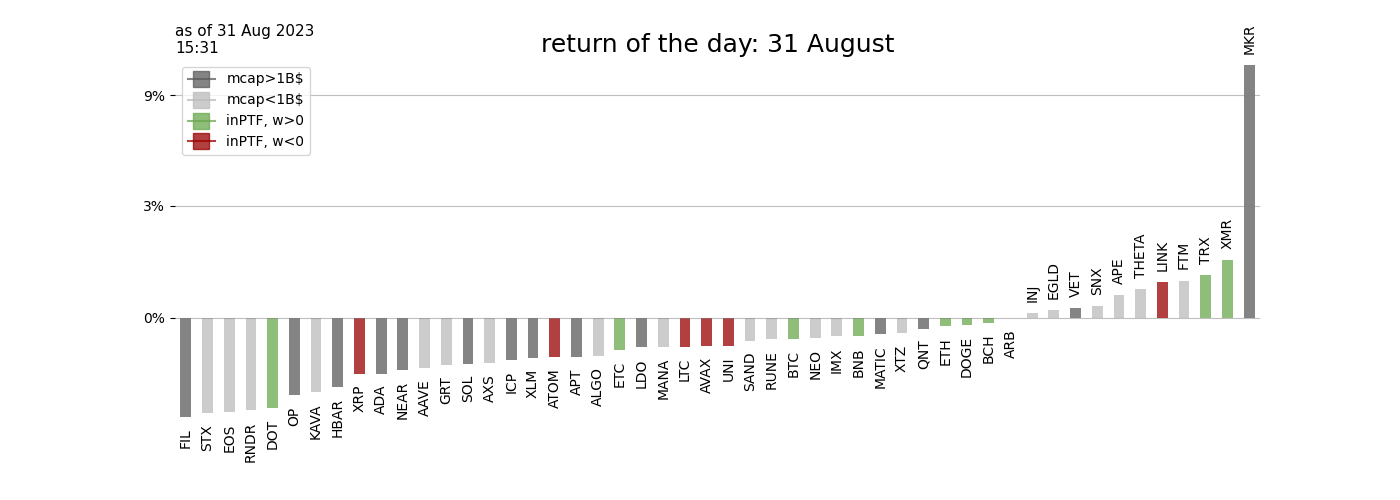 as of 31 Aug 2023
15:31
return of the day: 31 August
mcap>1B$
mcap<1B$
inPTF, w>0
inPTF, w<0
9%
3%
0%
FIL
STX
EOS
RNDR
DOT
OP
KAVA
HBAR
XRP
ADA
NEAR
AAVE
GRT
SOL
AXS
ICP
XLM
ATOM
APT
ALGO
ETC
LDO
MANA
LTC
AVAX
UNI
SAND
RUNE
BTC
NEO
IMX
BNB
MATIC
XTZ
QNT
ETH
DOGE
BCH
ARB
INJ
EGLD
VET
SNX
APE
THETA
LINK
FTM
TRX
XMR
MKR